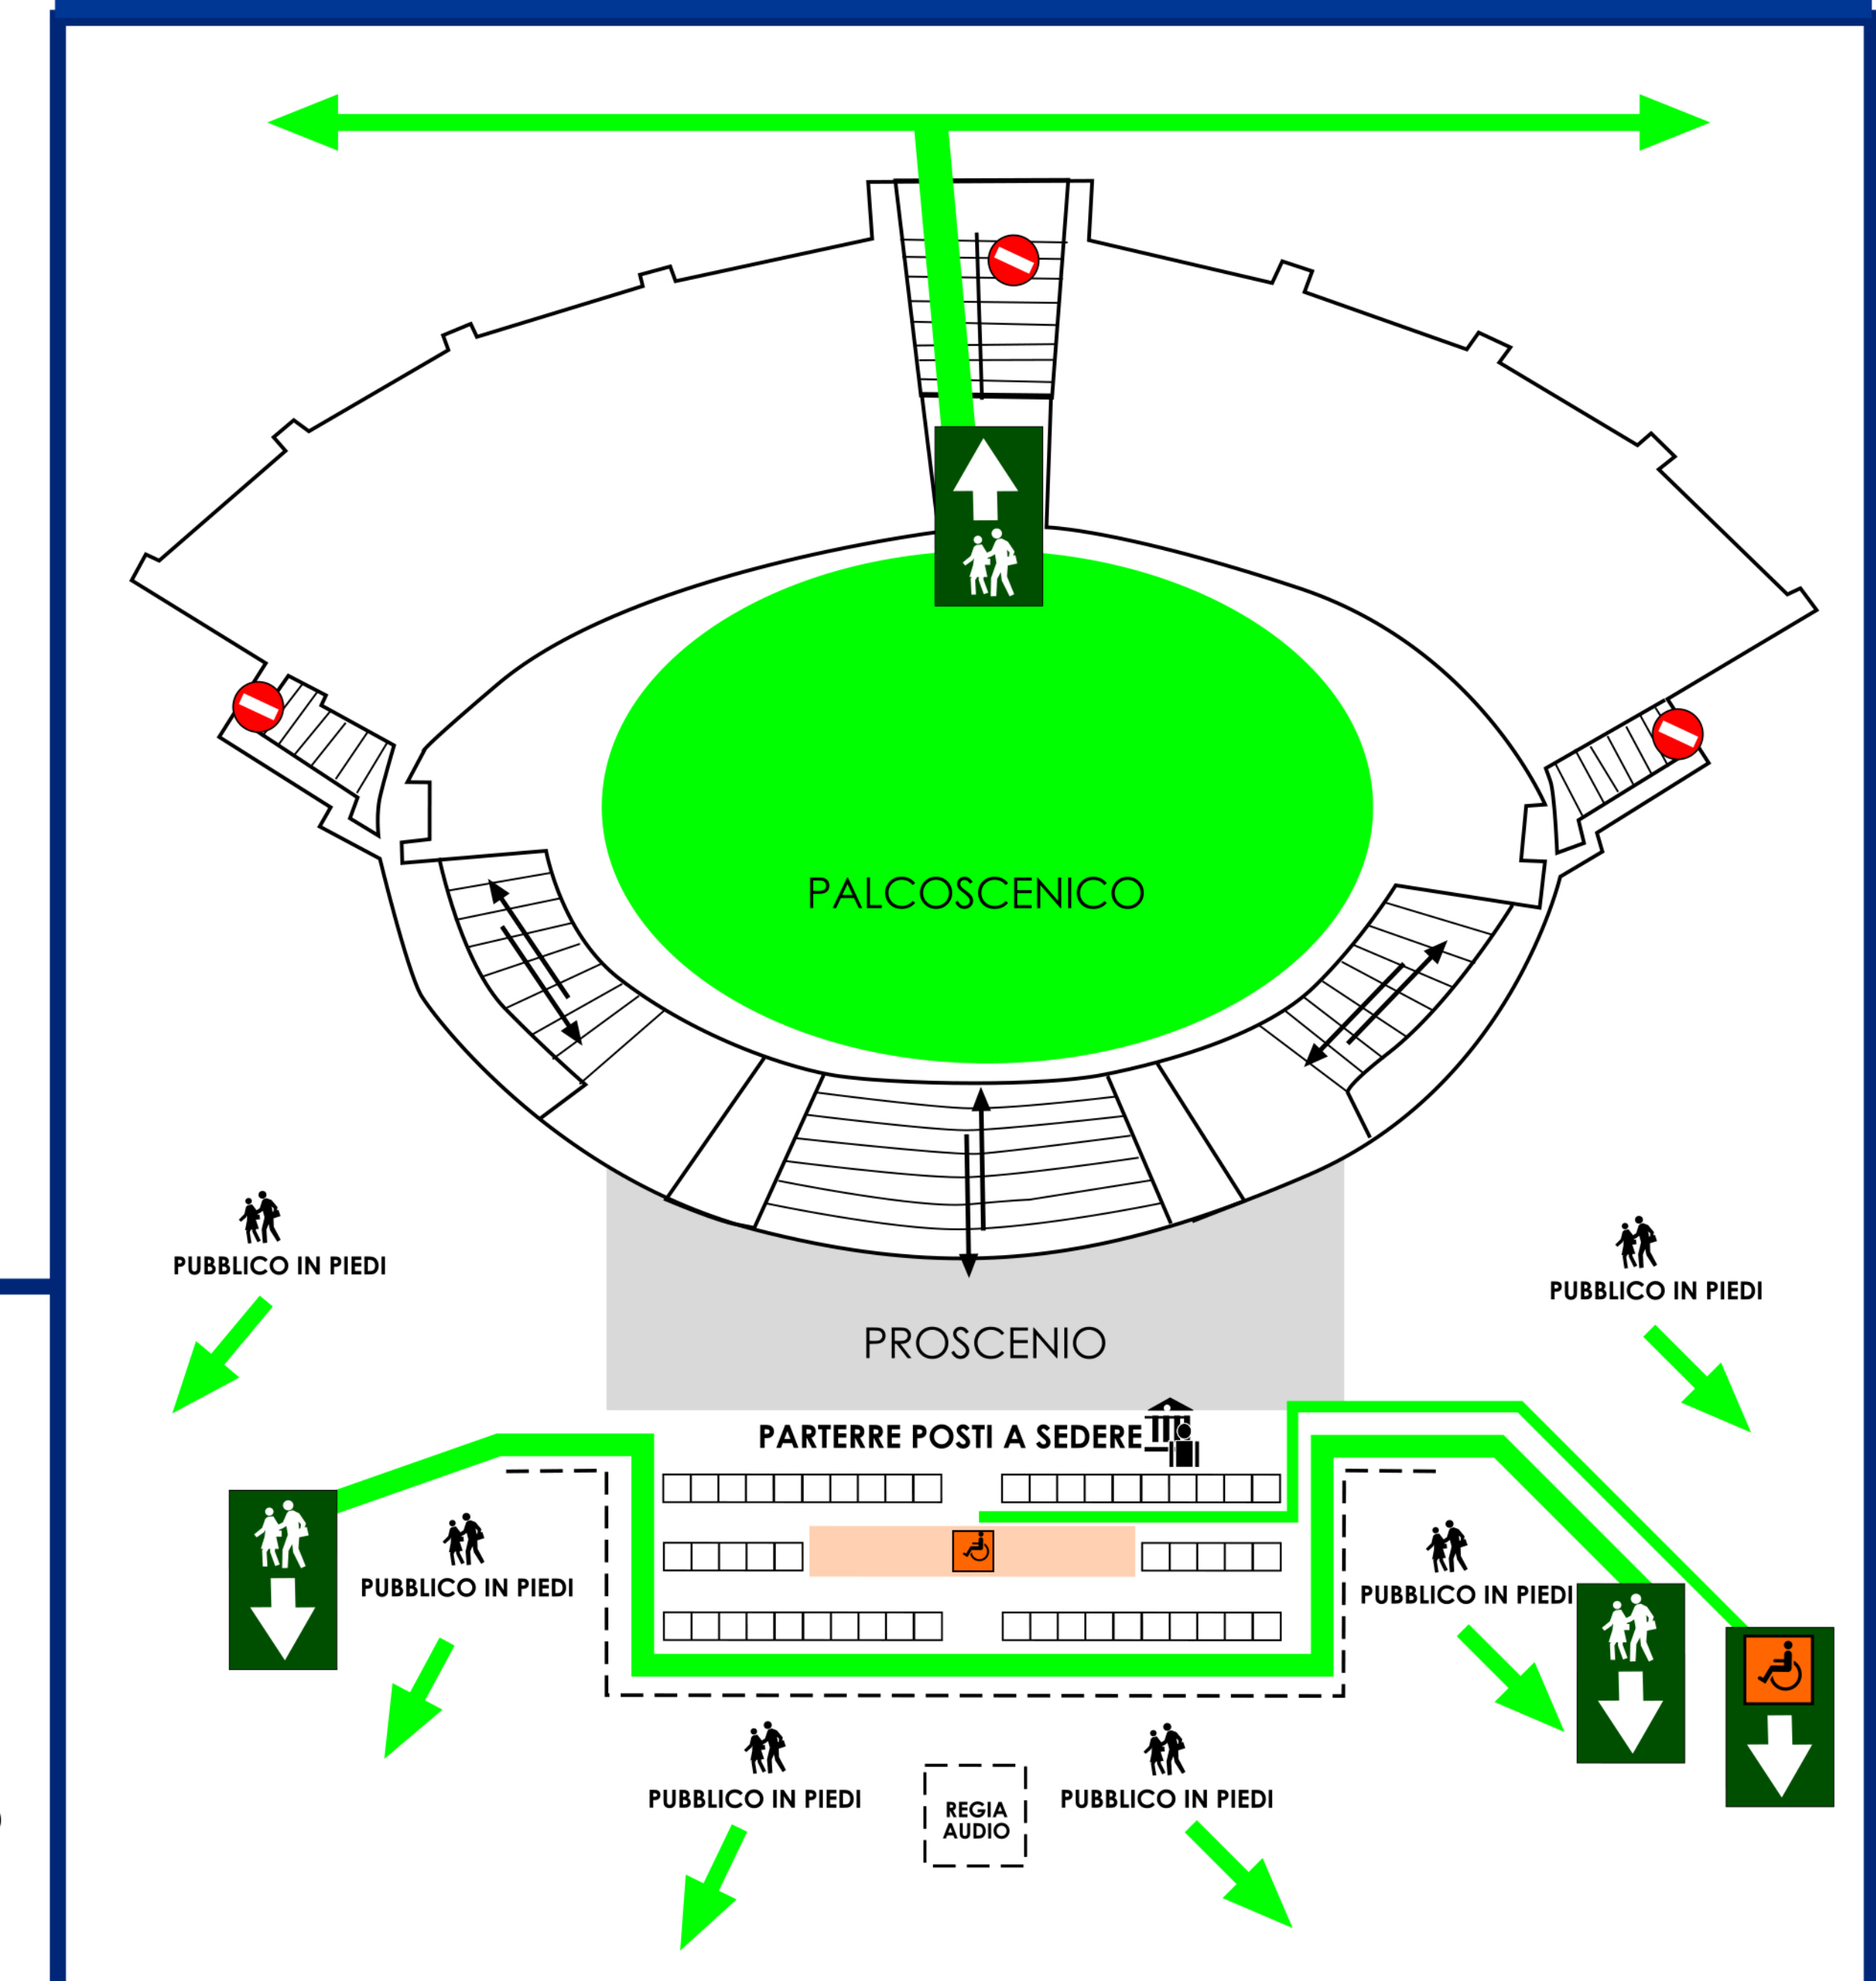 PALCOSCENICO
PUBBLICO IN PIEDI
PUBBLICO IN PIEDI
PROSCENIO
PARTERRE POSTI A SEDERE
PUBBLICO IN PIEDI
PUBBLICO IN PIEDI
PUBBLICO IN PIEDI
REGIA
AUDIO
PUBBLICO IN PIEDI